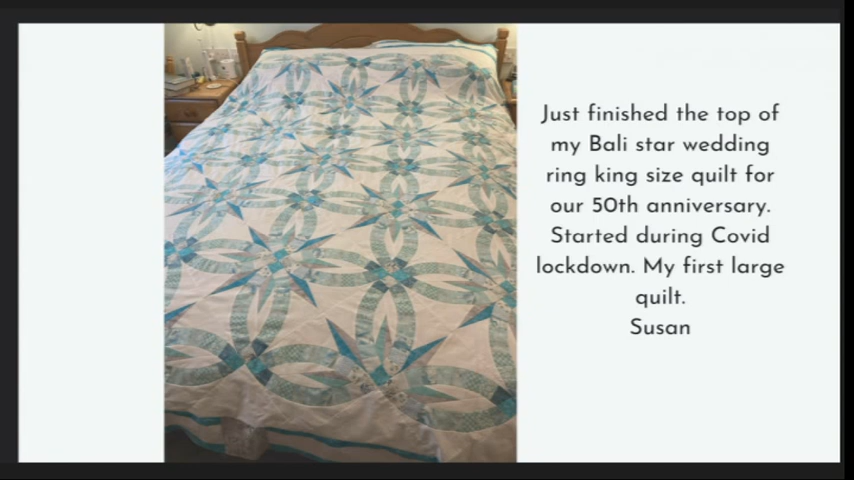 Just finished the top of
my Bali star wedding
ring king size quilt for
our 50th anniversary.
Started during Covid
lockdown. My first large
quilt.
Susan